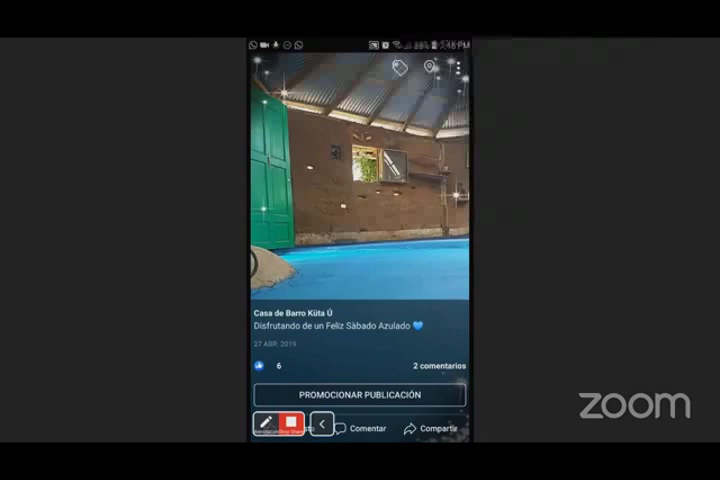 Casa de Barro Küta Ú
Disfrutando de un Feliz Sàbado Azulado 💙
27 ABR. 2019
6
2 comentarios
PROMOCIONAR PUBLICACIÓN
Comentar
Compartir
zoom